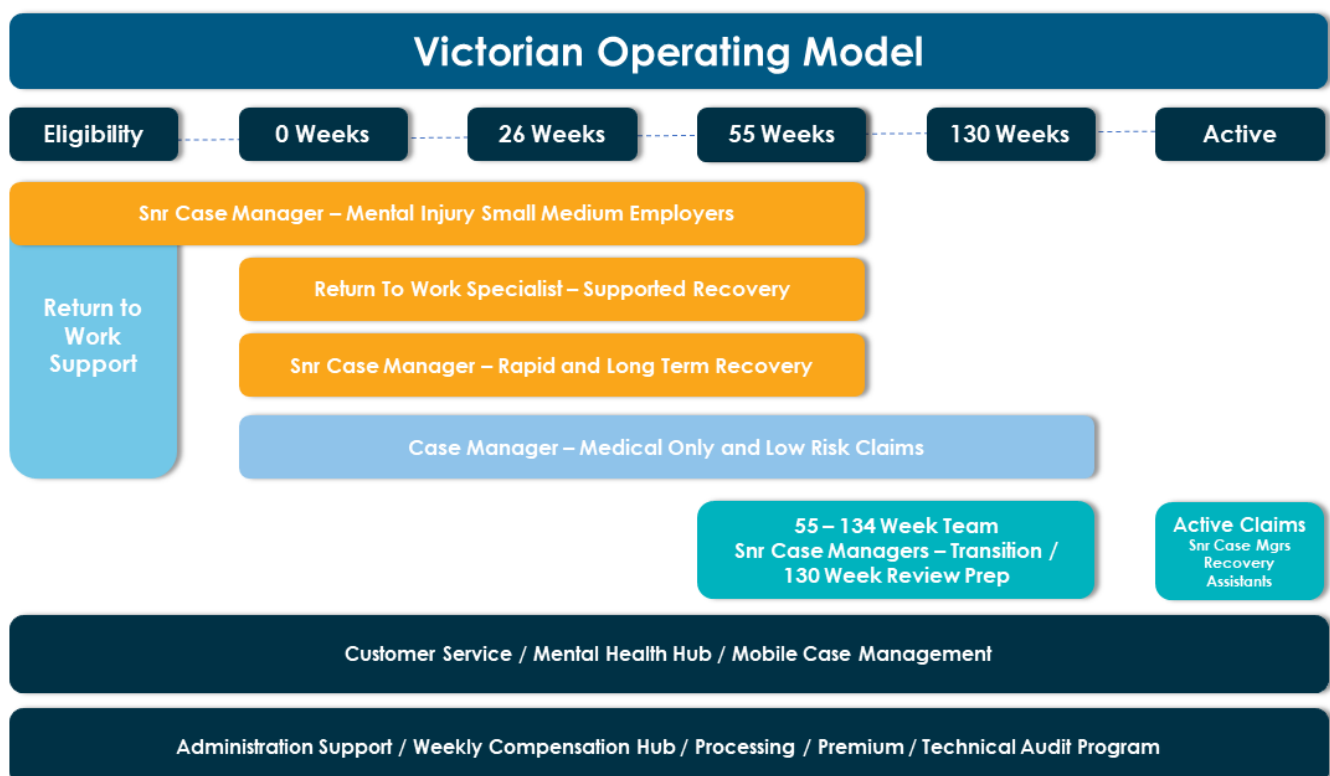 Victorian Operating Model
Eligibility
0 Weeks
26 Weeks
55 Weeks
130 Weeks
Active
Snr Case Manager – Mental Injury Small Medium Employers
Return to
Work
Support
Return To Work Specialist – Supported Recovery
Snr Case Manager – Rapid and Long Term Recovery
Case Manager – Medical Only and Low Risk Claims
55 – 134 Week Team
Snr Case Managers – Transition /
130 Week Review Prep
Active Claims
Snr Case Mgrs
Recovery
Assistants
Customer Service / Mental Health Hub / Mobile Case Management
Administration Support / Weekly Compensation Hub / Processing / Premium / Technical Audit Program